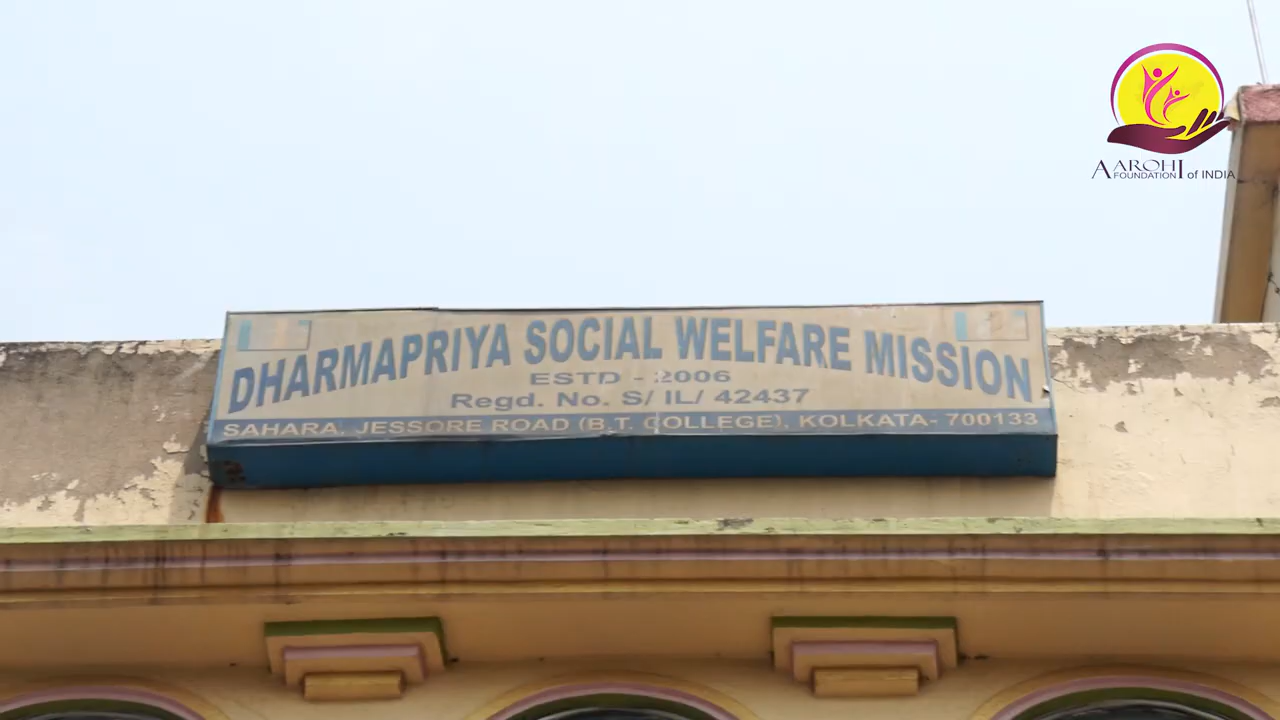 AAROHI
FOUNDATION of INDIA
DHARMAPRIYA SOCIAL WELFARE MISSION
ESTD - 2006
Regd. No. S/ IL/ 42437
SAHARA, JESSORE ROAD (B.T. COLLEGE), KOLKATA- 700133